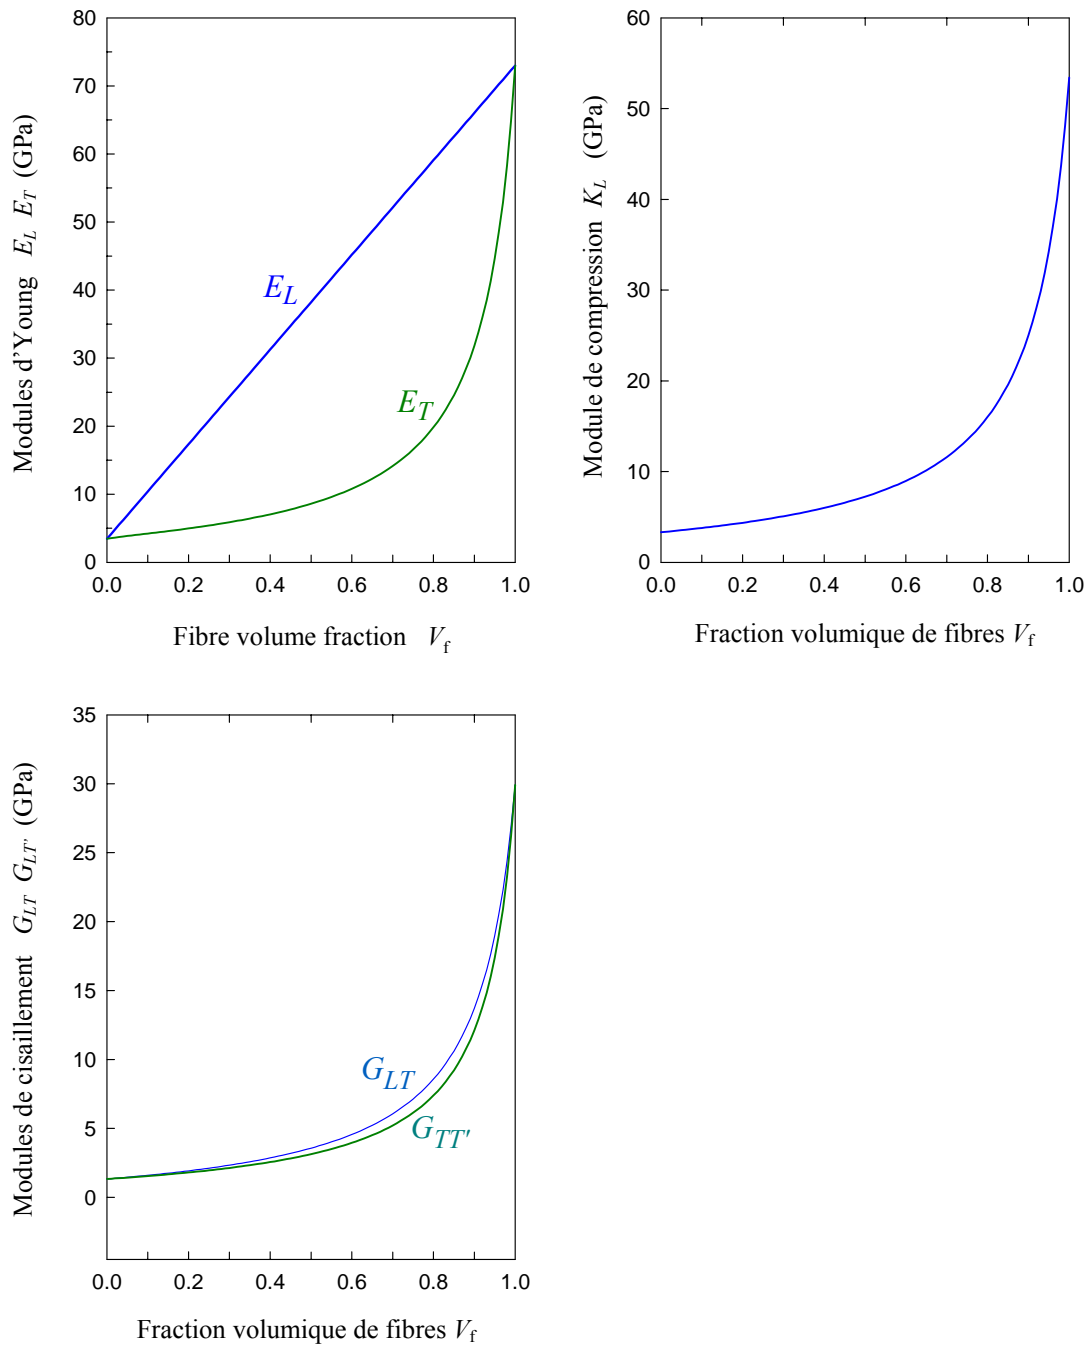 80
70
60
50
40
30
20
10
0
0.0 0.2 0.4 0.6 0.8 1.0
Modules d'Young E_L E_T (GPa)
E_L
E_T
Fibre volume fraction V_f
60
50
40
30
20
10
0
0.0 0.2 0.4 0.6 0.8 1.0
Module de compression K_L (GPa)
Fraction volumique de fibres V_f
35
30
25
20
15
10
5
0
0.0 0.2 0.4 0.6 0.8 1.0
Modules de cisaillement G_LT G_LT' (GPa)
G_LT
G_TT'
Fraction volumique de fibres V_f